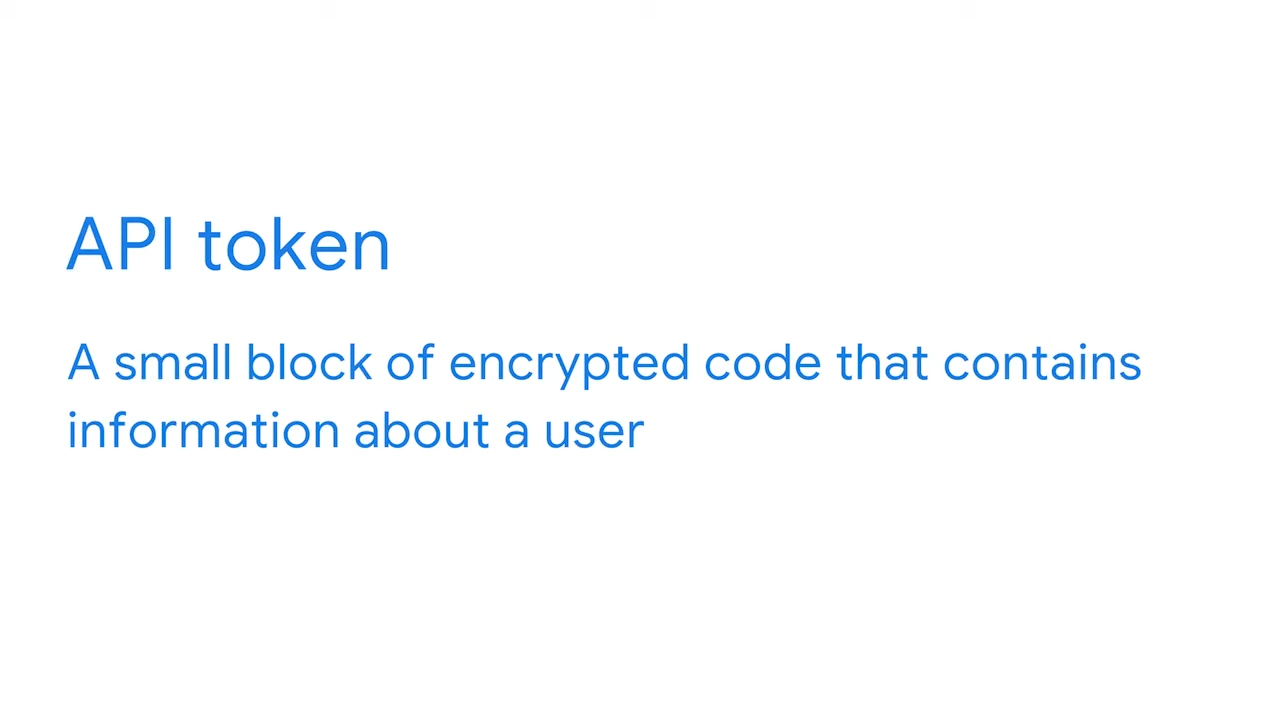 API token
A small block of encrypted code that contains
information about a user